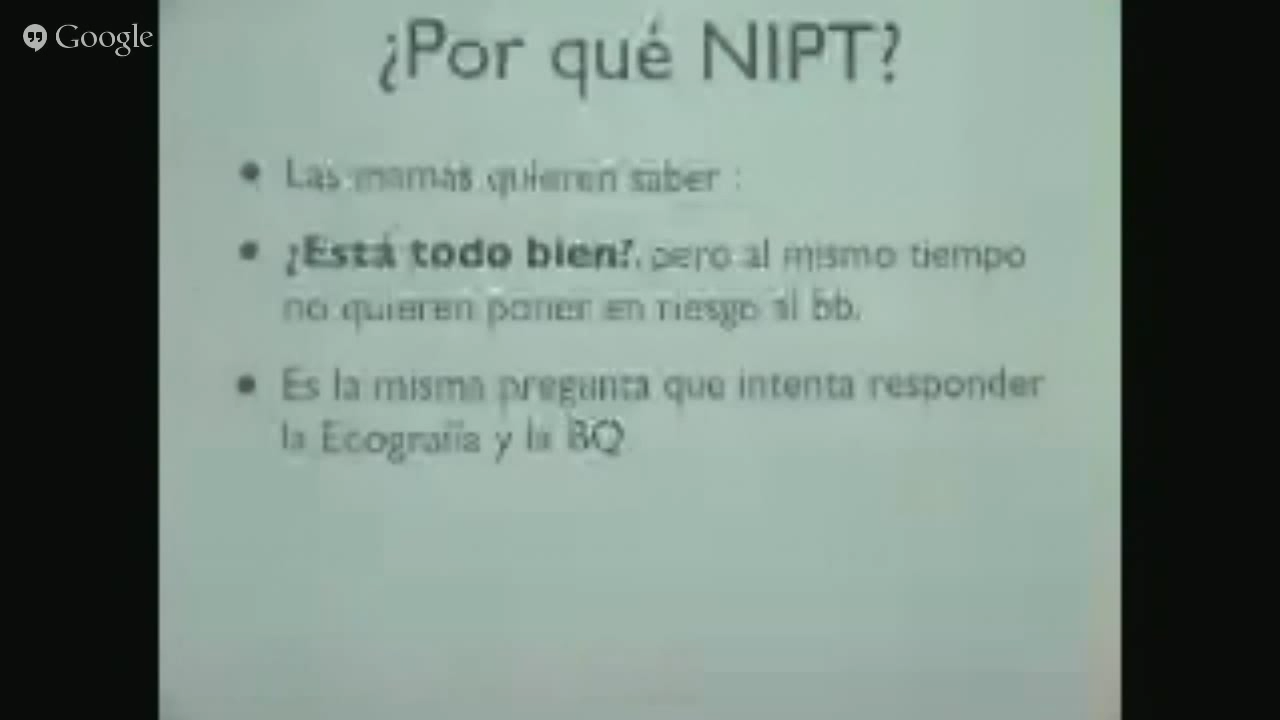 Google
¿Por qué NIPT?
• Las mamas quieren saber :
• ¿Está todo bien?, pero al mismo tiempo
no quieren poner en riesgo al bb.
• Es la misma pregunta que intenta responder
la Ecografía y la BQ